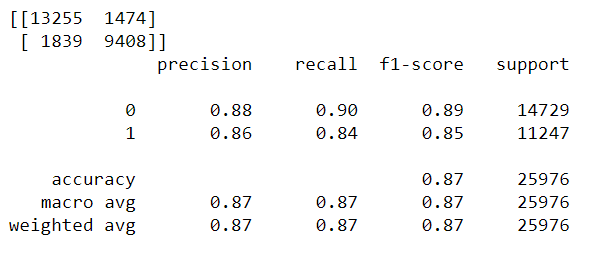 [[13255  1474]
 [ 1839  9408]]
              precision    recall  f1-score   support

           0       0.88      0.90      0.89     14729
           1       0.86      0.84      0.85     11247

    accuracy                           0.87     25976
   macro avg       0.87      0.87      0.87     25976
weighted avg       0.87      0.87      0.87     25976